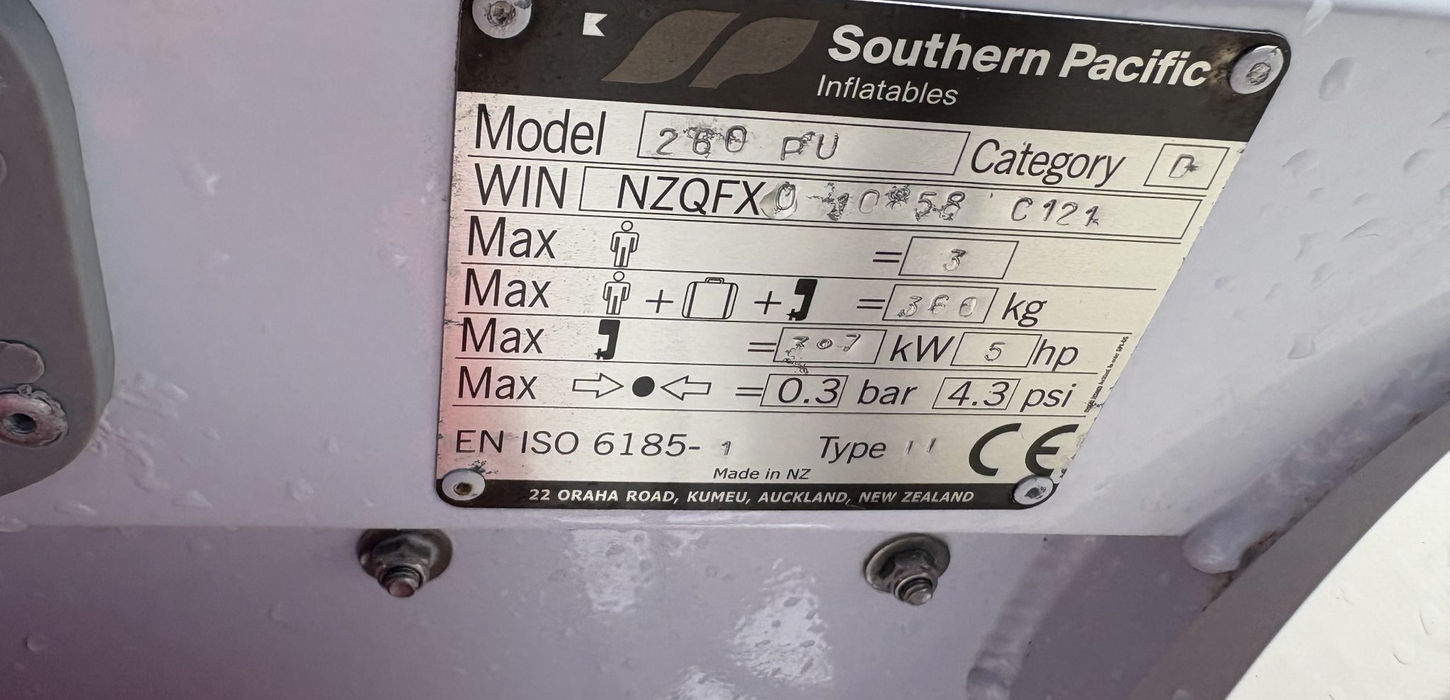 Southern Pacific
Inflatables
Model 260 PU Category D
WIN NZQFX
Max = 3
Max + + = 360 kg
Max = kW 5 hp
Max = 0.3 bar 4.3 psi
EN ISO 6185- 1 Type II CE
Made in NZ
22 ORAHA ROAD, KUMEU, AUCKLAND, NEW ZEALAND